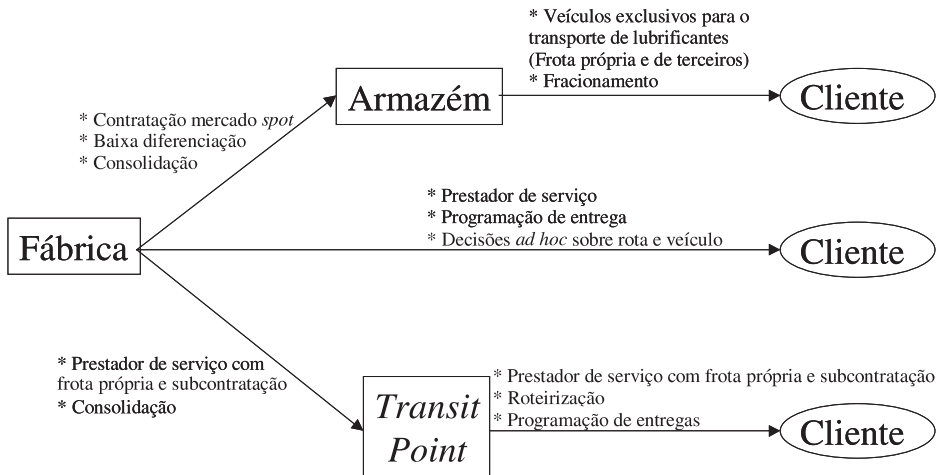 * Veículos exclusivos para o
transporte de lubrificantes
(Frota própria e de terceiros)
* Fracionamento
Armazém
Cliente
* Contratação mercado spot
* Baixa diferenciação
* Consolidação
* Prestador de serviço
* Programação de entrega
* Decisões ad hoc sobre rota e veículo
Fábrica
Cliente
* Prestador de serviço com
frota própria e subcontratação
* Consolidação
* Prestador de serviço com frota própria e subcontratação
* Roteirização
* Programação de entregas
Transit
Point
Cliente